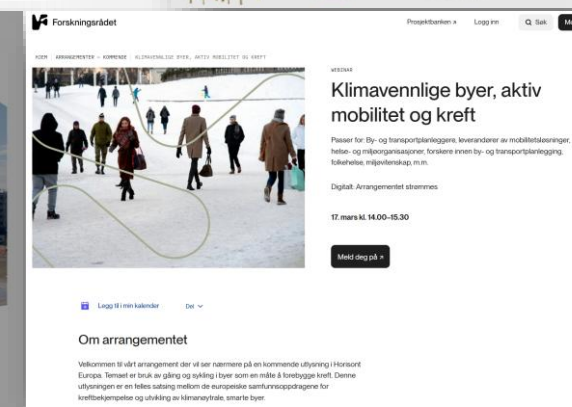 Forskningsrådet
Prosjektbanken
Logg inn
Søk
HJEM / ARRANGEMENTER / KOMMENDE / KLIMAVENNLIGE BYER, AKTIV MOBILITET OG KREFT
WEBINAR
Klimavennlige byer, aktiv
mobilitet og kreft
Passer for: By- og transportplanleggere, leverandører av mobilitetsløsninger,
helse- og miljøorganisasjoner, forskere innen by- og transportplanlegging,
folkehelse, miljøvitenskap, m.m.
Digitalt: Arrangementet strømmes
17. mars kl. 14.00–15.30
Meld deg på
Legg til i min kalender
Del
Om arrangementet
Velkommen til vårt arrangement der vil ser nærmere på en kommende utlysning i Horisont
Europa. Temaet er bruk av gåing og sykling i byer som en måte å forebygge kreft. Denne
utlysningen er en felles satsing mellom de europeiske samfunnsoppdragene for
kreftbekjempelse og utvikling av klimanøytrale, smarte byer.